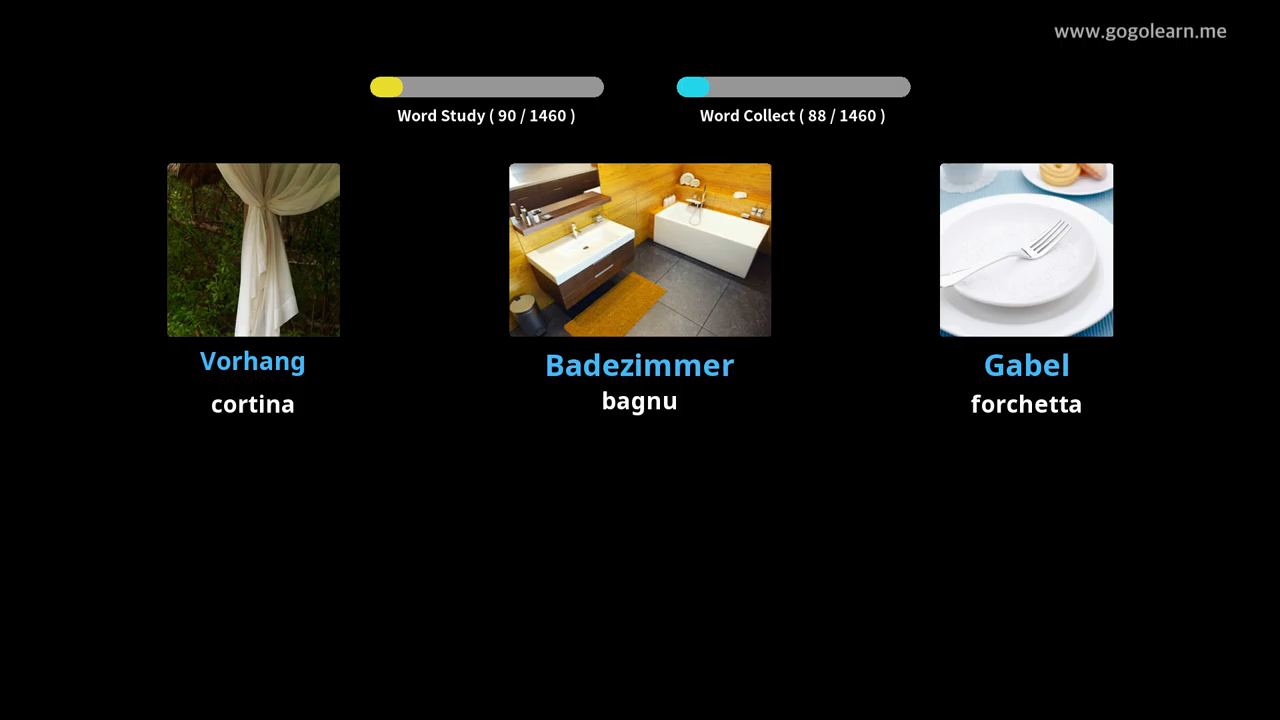 www.gogolearn.me
Word Study ( 90 / 1460 )
Word Collect ( 88 / 1460 )
Vorhang
cortina
Badezimmer
bagnu
Gabel
forchetta